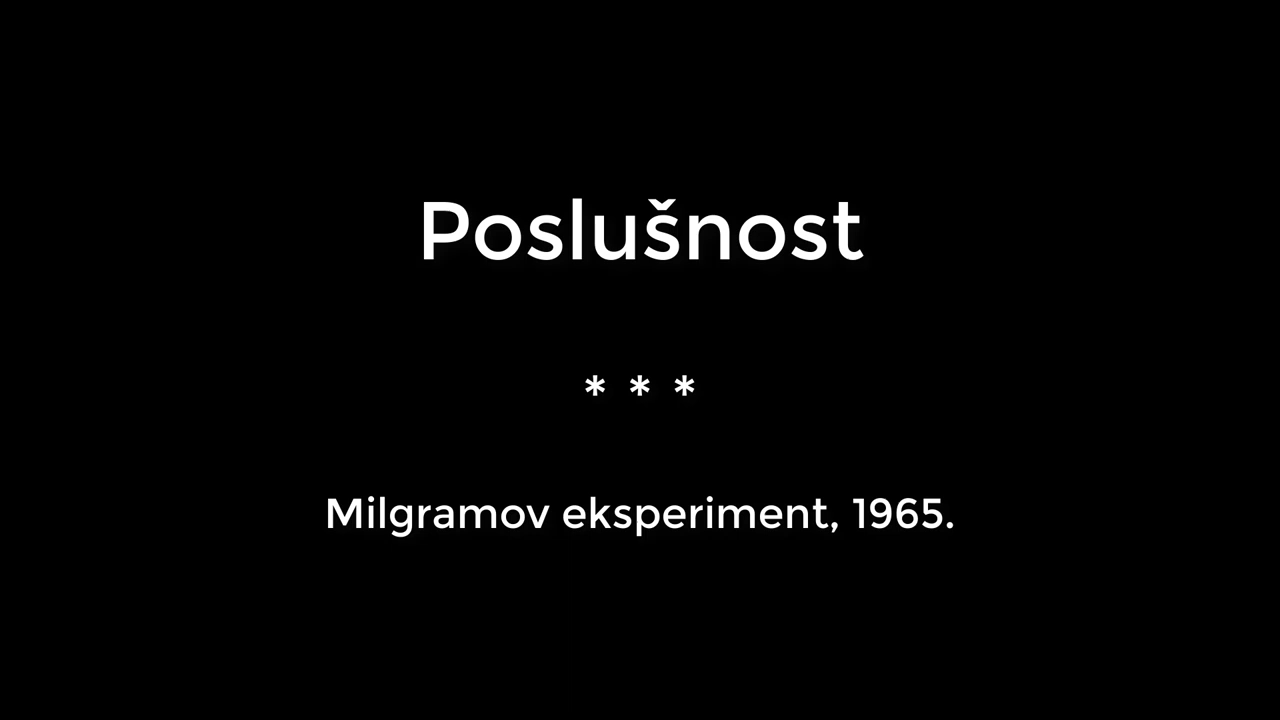 Poslušnost
* * *
Milgramov eksperiment, 1965.